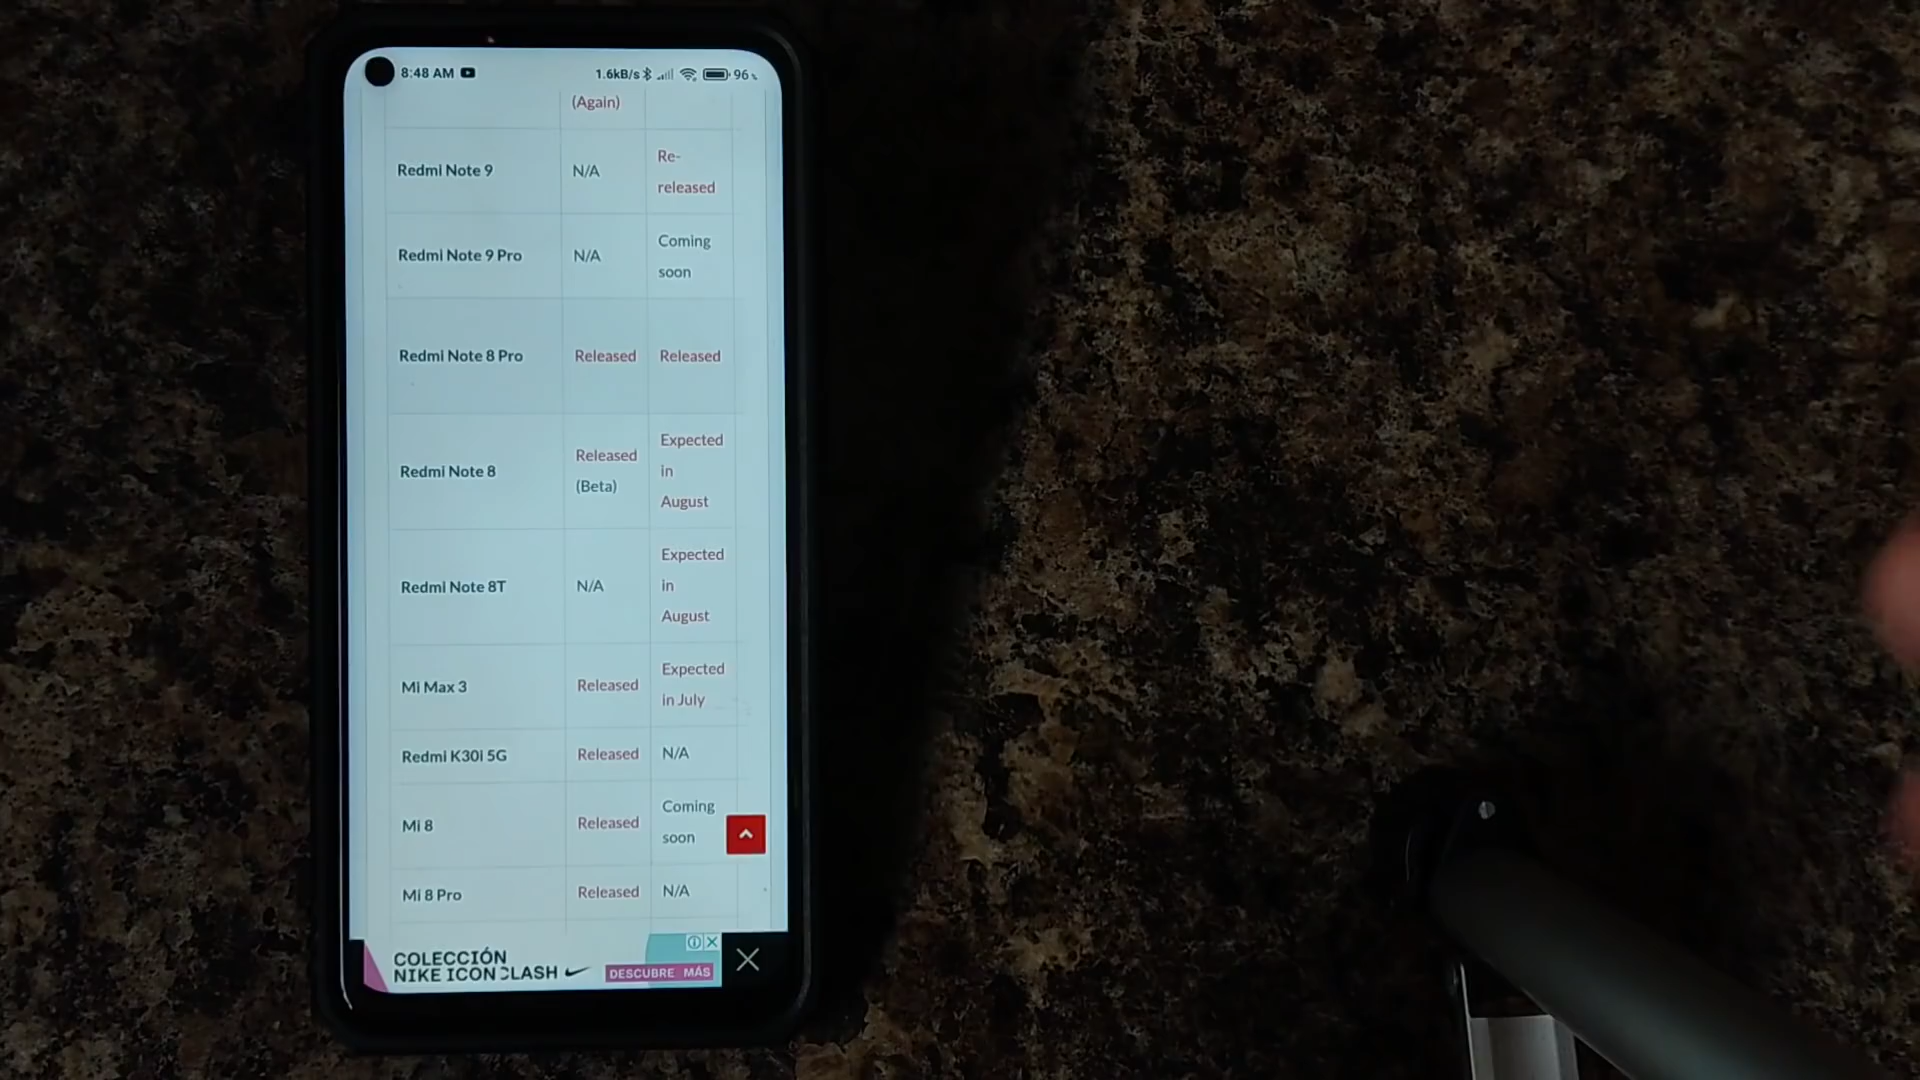 8:48 AM 1.6kB/s 96
(Again)
Redmi Note 9 N/A Re-
released
Redmi Note 9 Pro N/A Coming
soon
Redmi Note 8 Pro Released Released
Redmi Note 8 Released
(Beta) Expected
in
August
Redmi Note 8T N/A Expected
in
August
Mi Max 3 Released Expected
in July
Redmi K30i 5G Released N/A
Mi 8 Released Coming
soon
Mi 8 Pro Released N/A
COLECCIÓN
NIKE ICON CLASH DESCUBRE MÁS